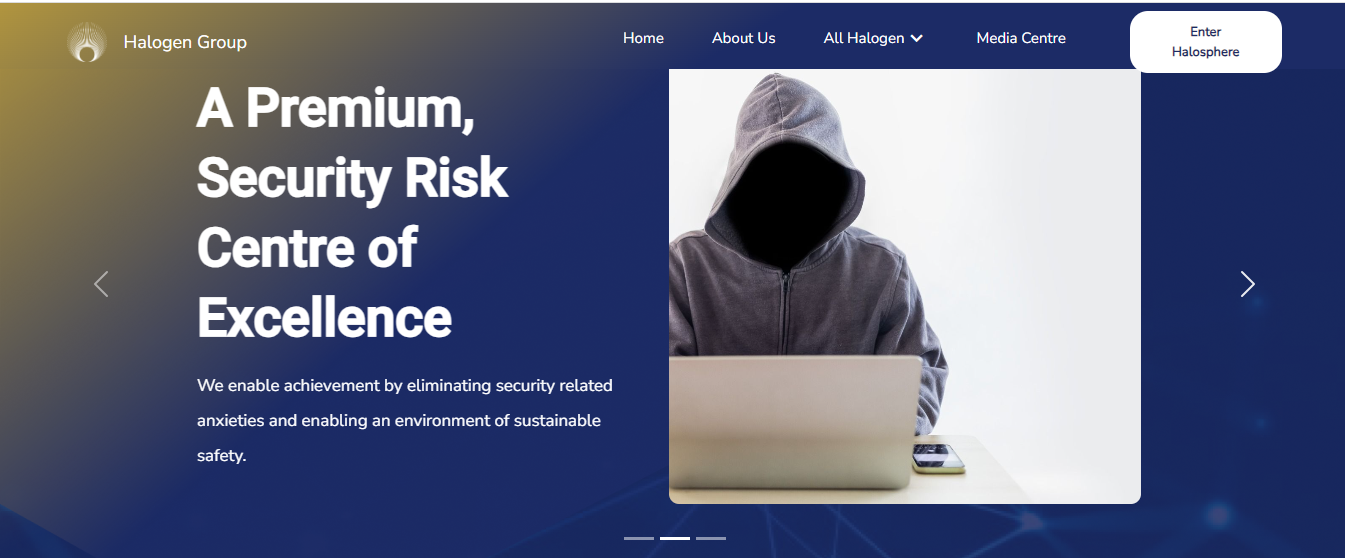 Halogen Group
Home
About Us
All Halogen
Media Centre
Enter
Halosphere
A Premium,
Security Risk
Centre of
Excellence
We enable achievement by eliminating security related
anxieties and enabling an environment of sustainable
safety.